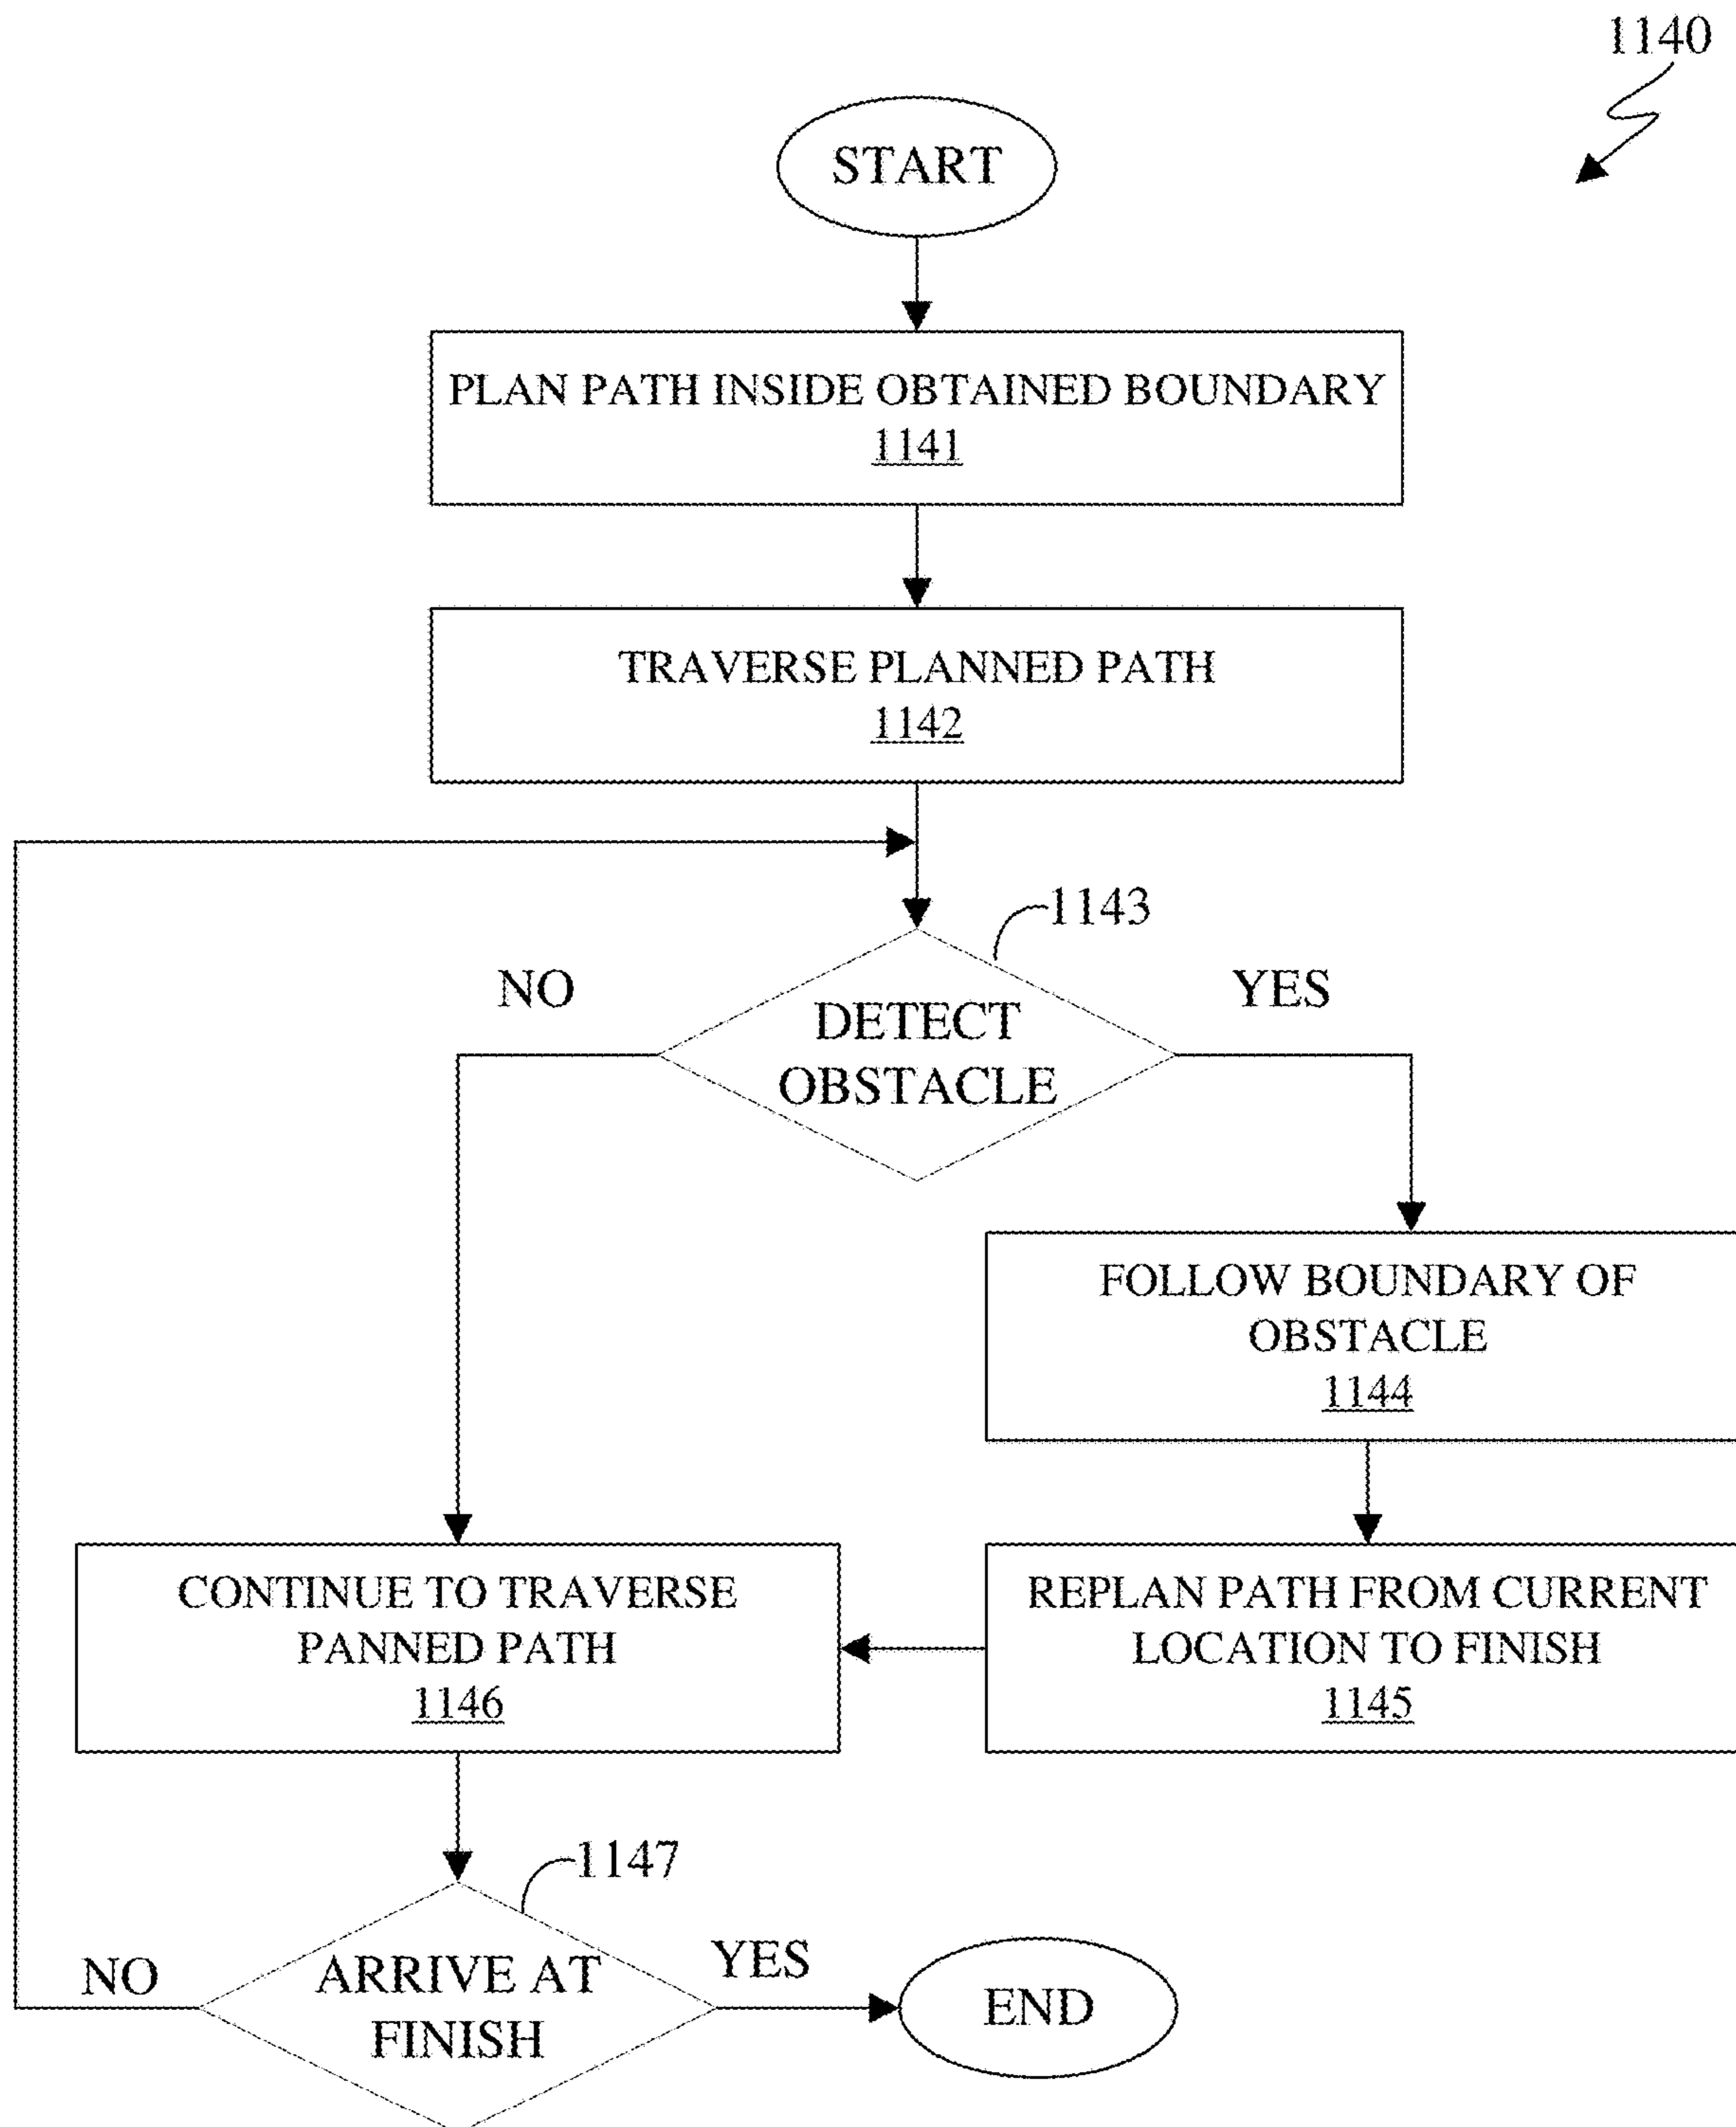 1140
START
PLAN PATH INSIDE OBTAINED BOUNDARY
1141
TRAVERSE PLANNED PATH
1142
1143
NO
YES
DETECT
OBSTACLE
FOLLOW BOUNDARY OF
OBSTACLE
1144
CONTINUE TO TRAVERSE
PANNED PATH
1146
REPLAN PATH FROM CURRENT
LOCATION TO FINISH
1145
1147
NO
ARRIVE AT
FINISH
YES
END